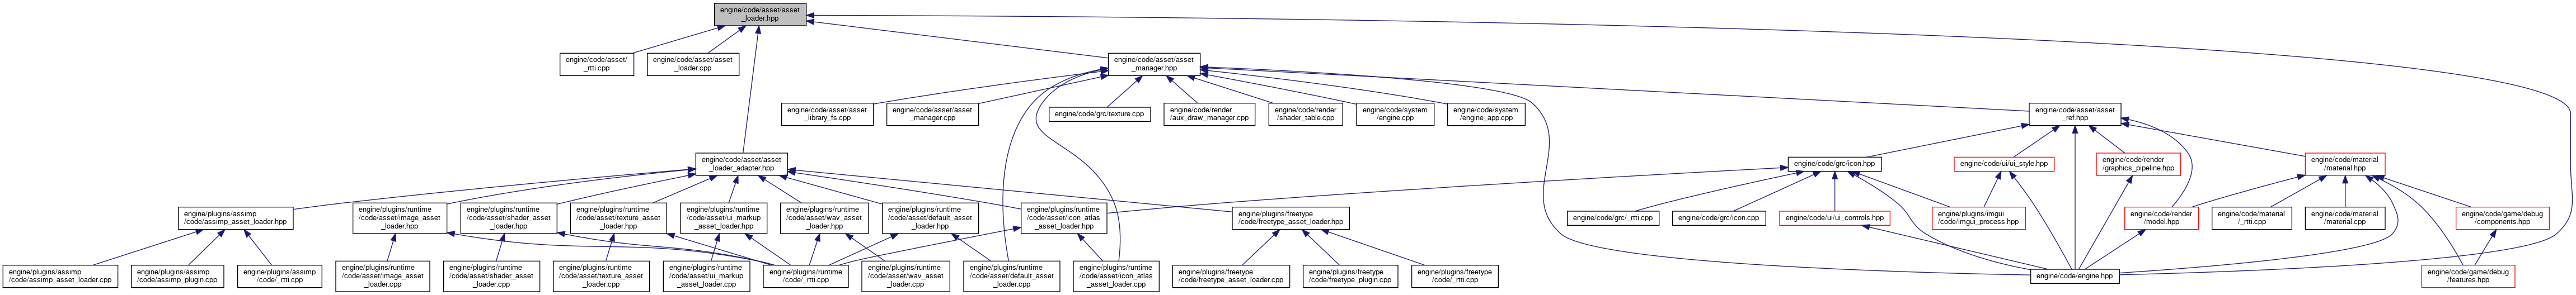 engine/code/asset/asset
_loader.hpp
engine/code/asset/
_rtti.cpp
engine/code/asset/asset
_loader.cpp
engine/code/asset/asset
_manager.hpp
engine/code/asset/asset
_library_fs.cpp
engine/code/asset/asset
_manager.cpp
engine/code/grc/texture.cpp
engine/code/render
/aux_draw_manager.cpp
engine/code/render
/shader_table.cpp
engine/code/system
/engine.cpp
engine/code/system
/engine_app.cpp
engine/code/asset/asset
_ref.hpp
engine/code/asset/asset
_loader_adapter.hpp
engine/code/grc/icon.hpp
engine/code/ui/ui_style.hpp
engine/code/render
/graphics_pipeline.hpp
engine/code/material
/material.hpp
engine/plugins/assimp
/code/assimp_asset_loader.hpp
engine/plugins/runtime
/code/asset/image_asset
_loader.hpp
engine/plugins/runtime
/code/asset/shader_asset
_loader.hpp
engine/plugins/runtime
/code/asset/texture_asset
_loader.hpp
engine/plugins/runtime
/code/asset/ui_markup
_asset_loader.hpp
engine/plugins/runtime
/code/asset/wav_asset
_loader.hpp
engine/plugins/runtime
/code/asset/default_asset
_loader.hpp
engine/plugins/runtime
/code/asset/icon_atlas
_asset_loader.hpp
engine/plugins/freetype
/code/freetype_asset_loader.hpp
engine/code/grc/_rtti.cpp
engine/code/grc/icon.cpp
engine/code/ui/ui_controls.hpp
engine/plugins/imgui
/code/imgui_process.hpp
engine/code/render
/model.hpp
engine/code/material
/_rtti.cpp
engine/code/material
/material.cpp
engine/code/game/debug
/components.hpp
engine/plugins/assimp
/code/assimp_asset_loader.cpp
engine/plugins/assimp
/code/assimp_plugin.cpp
engine/plugins/assimp
/code/_rtti.cpp
engine/plugins/runtime
/code/asset/image_asset
_loader.cpp
engine/plugins/runtime
/code/asset/shader_asset
_loader.cpp
engine/plugins/runtime
/code/asset/texture_asset
_loader.cpp
engine/plugins/runtime
/code/asset/ui_markup
_asset_loader.cpp
engine/plugins/runtime
/code/_rtti.cpp
engine/plugins/runtime
/code/asset/wav_asset
_loader.cpp
engine/plugins/runtime
/code/asset/default_asset
_loader.cpp
engine/plugins/runtime
/code/asset/icon_atlas
_asset_loader.cpp
engine/plugins/freetype
/code/freetype_asset_loader.cpp
engine/plugins/freetype
/code/freetype_plugin.cpp
engine/plugins/freetype
/code/_rtti.cpp
engine/code/engine.hpp
engine/code/game/debug
/features.hpp